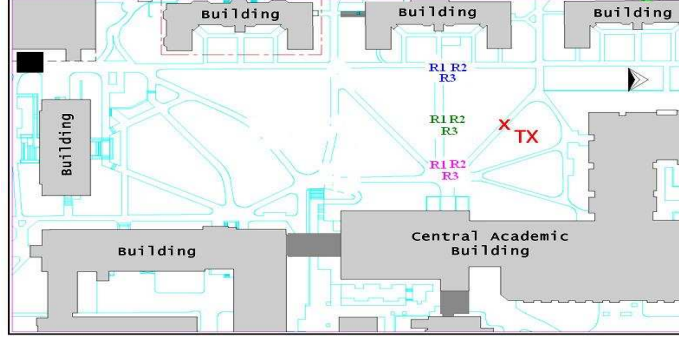 Building
Building
Building
R1 R2
R3
Building
R1 R2
R3
x TX
R1 R2
R3
Building
Central Academic
Building